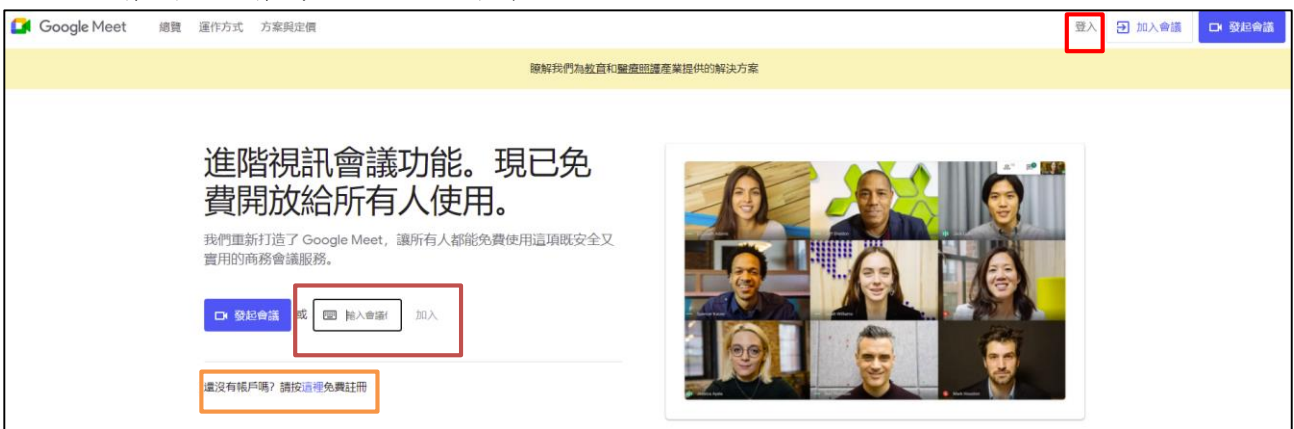 Google Meet 總覽 運作方式 方案與定價 登入 加入會議 發起會議
瞭解我們為教育和醫療照護產業提供的解決方案
進階視訊會議功能。現已免
費開放給所有人使用。
我們重新打造了 Google Meet，讓所有人都能免費使用這項既安全又
實用的商務會議服務。
發起會議 或 輸入會議 加入
還沒有帳戶嗎？請按這裡免費註冊